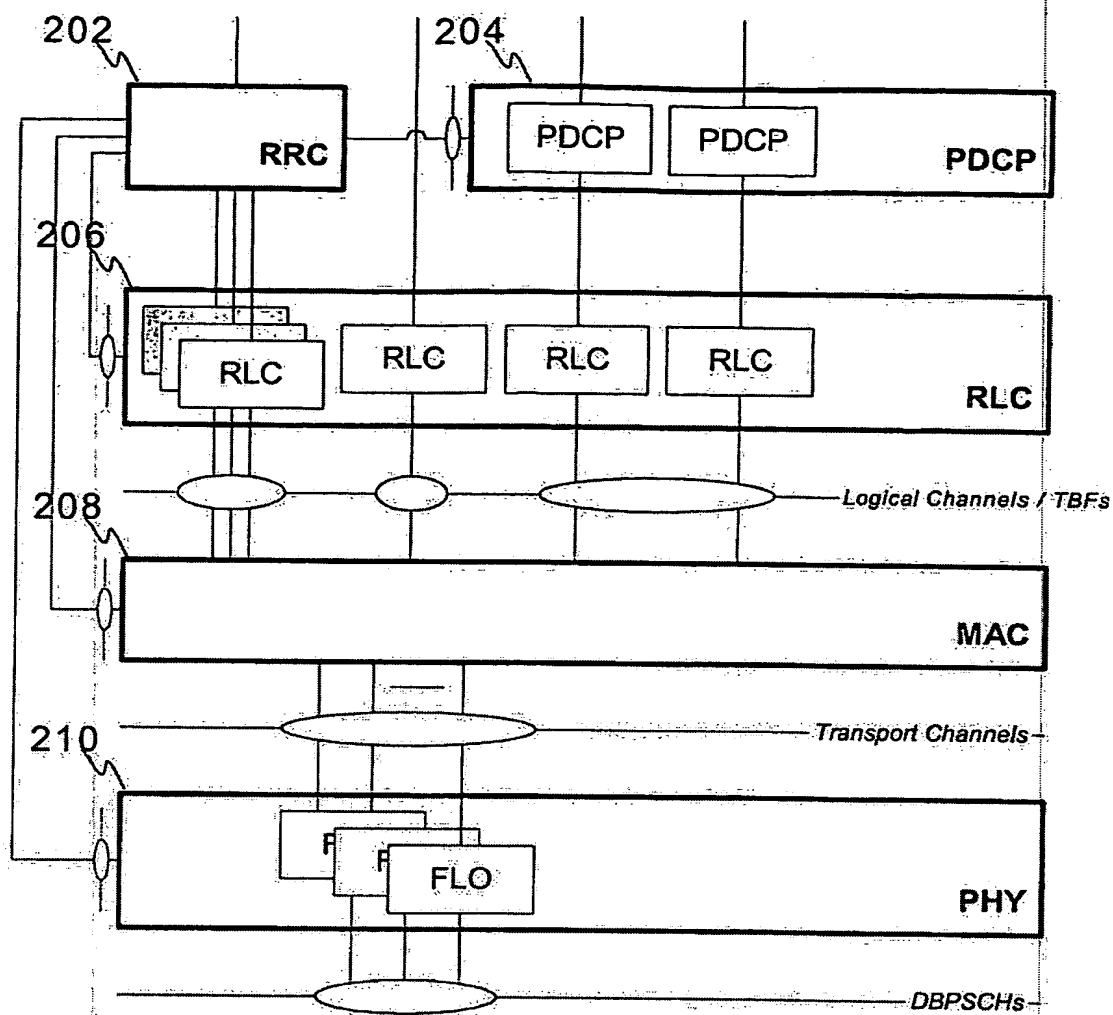 202
204
RRC
PDCP
PDCP
PDCP
206
RLC
RLC
RLC
RLC
RLC
Logical Channels / TBFs
208
MAC
Transport Channels
210
F
F
FLO
PHY
DBPSCHs